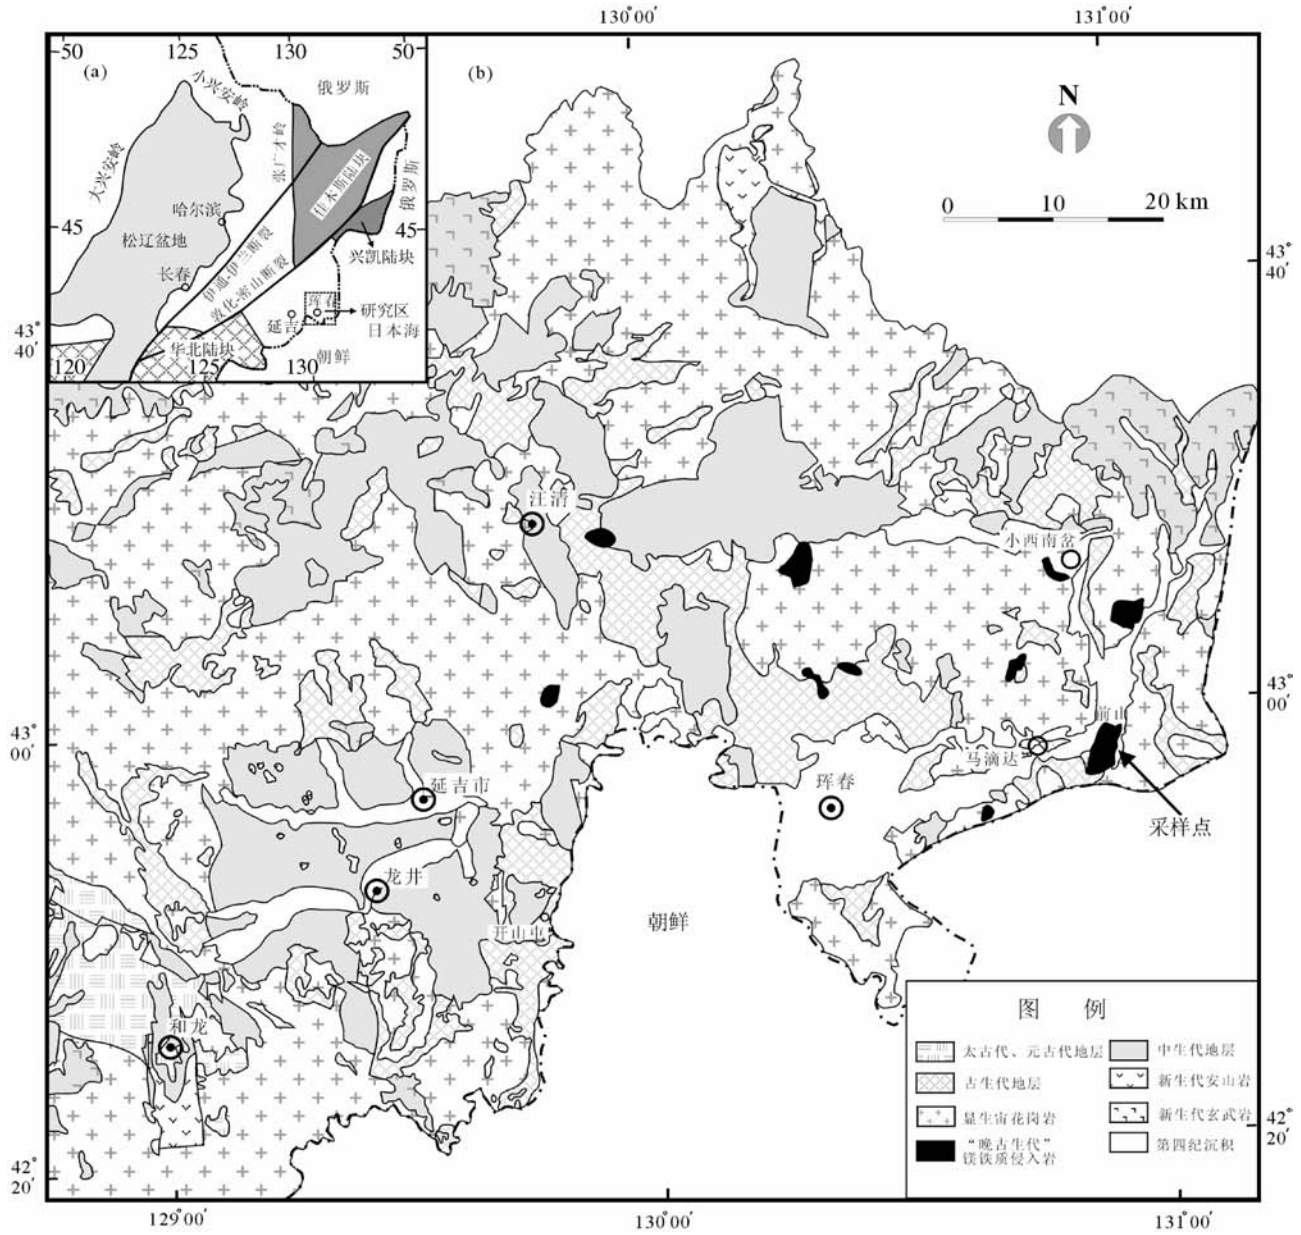 130°00′
131°00′
50
125
130
50
(a)
(b)
小兴安岭
俄罗斯
N
大兴安岭
张广才岭
佳木斯陆块
俄罗斯
0
10
20 km
哈尔滨
45
45
松辽盆地
兴凯陆块
长春
伊通-伊兰断裂
敦化-密山断裂
珲春
研究区
延吉
日本海
华北陆块
朝鲜
120
125
130
43°
40′
43°
40′
汪清
小西南岔
43°
00′
43°
00′
前山
马滴达
延吉市
珲春
采样点
龙井
朝鲜
开山屯
和龙
图 例
太古代、元古代地层
中生代地层
古生代地层
新生代安山岩
显生宙花岗岩
新生代玄武岩
“晚古生代”
镁铁质侵入岩
第四纪沉积
42°
20′
42°
20′
129°00′
130°00′
131°00′